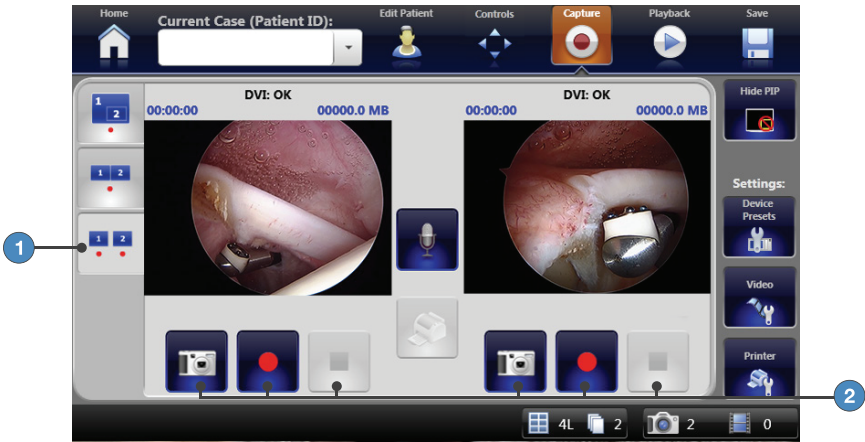 Home
Current Case (Patient ID):
Edit Patient
Controls
Capture
Playback
Save
1
2
DVI: OK
00:00:00 00000.0 MB
DVI: OK
00:00:00 00000.0 MB
Hide PIP
1 2
Settings:
Device
Presets
1 2
1
Video
Printer
2
4L 2 2 0